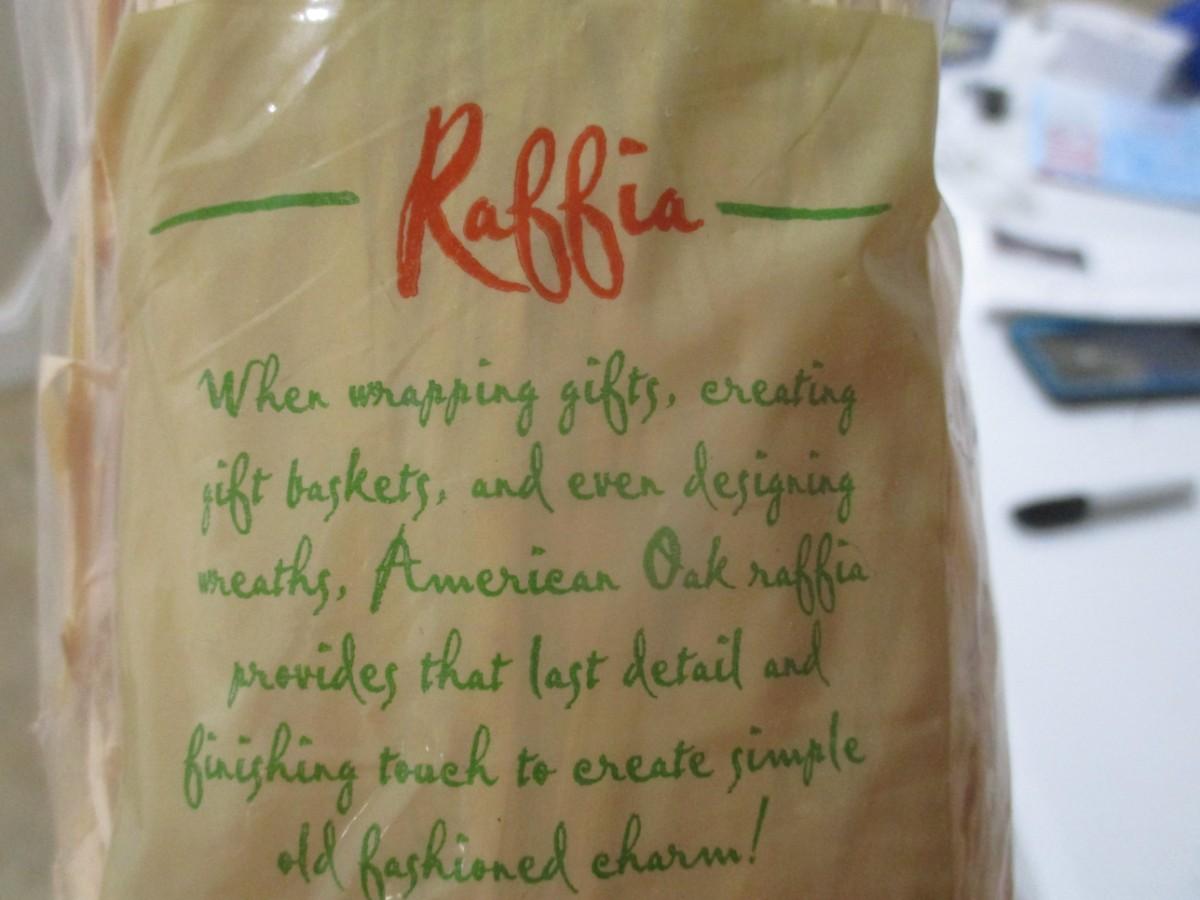 Raffia
When wrapping gifts, creating
gift baskets, and even designing
wreaths, American Oak raffia
provides that last detail and
finishing touch to create simple
old fashioned charm!